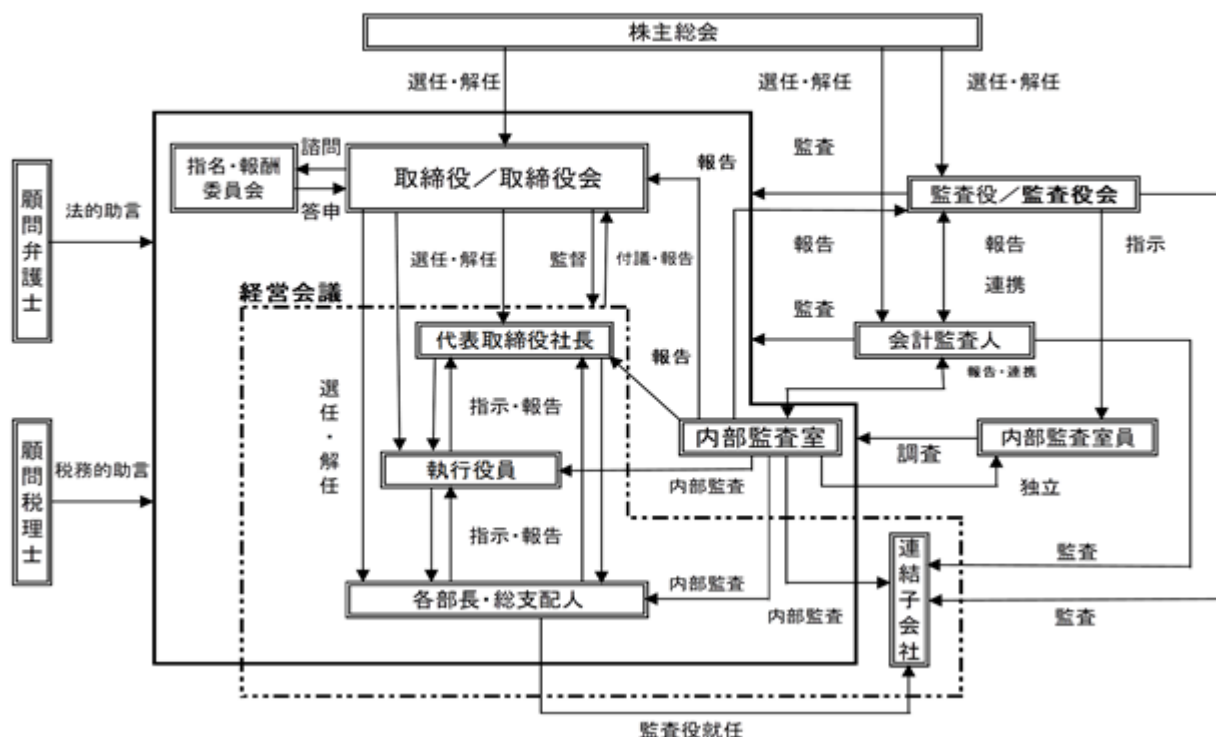 株主総会
選任・解任
選任・解任
選任・解任
指名・報酬
委員会
諮問
答申
取締役／取締役会
報告
監査
監査役／監査役会
顧問弁護士
法的助言
選任・解任
監督
付議・報告
報告
報告
連携
指示
経営会議
監査
代表取締役社長
報告
会計監査人
報告・連携
選任・解任
指示・報告
内部監査室
内部監査室員
調査
独立
顧問税理士
税務的助言
執行役員
内部監査
指示・報告
連結子会社
監査
各部長・総支配人
内部監査
内部監査
監査
監査役就任